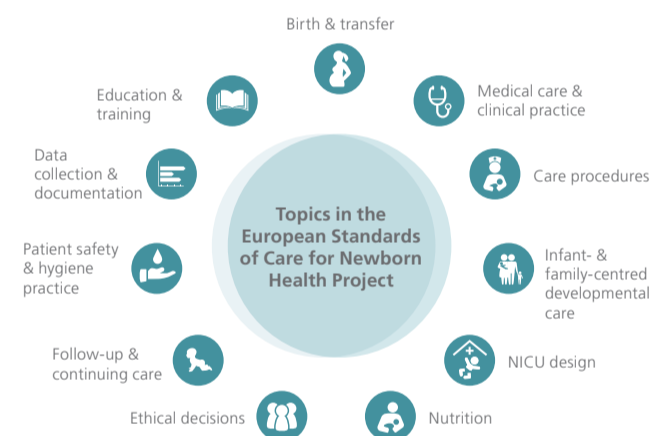 Birth & transfer
Medical care &
clinical practice
Care procedures
Infant- &
family-centred
developmental
care
NICU design
Nutrition
Ethical decisions
Follow-up &
continuing care
Patient safety
& hygiene
practice
Data
collection &
documentation
Education &
training
Topics in the
European Standards
of Care for Newborn
Health Project